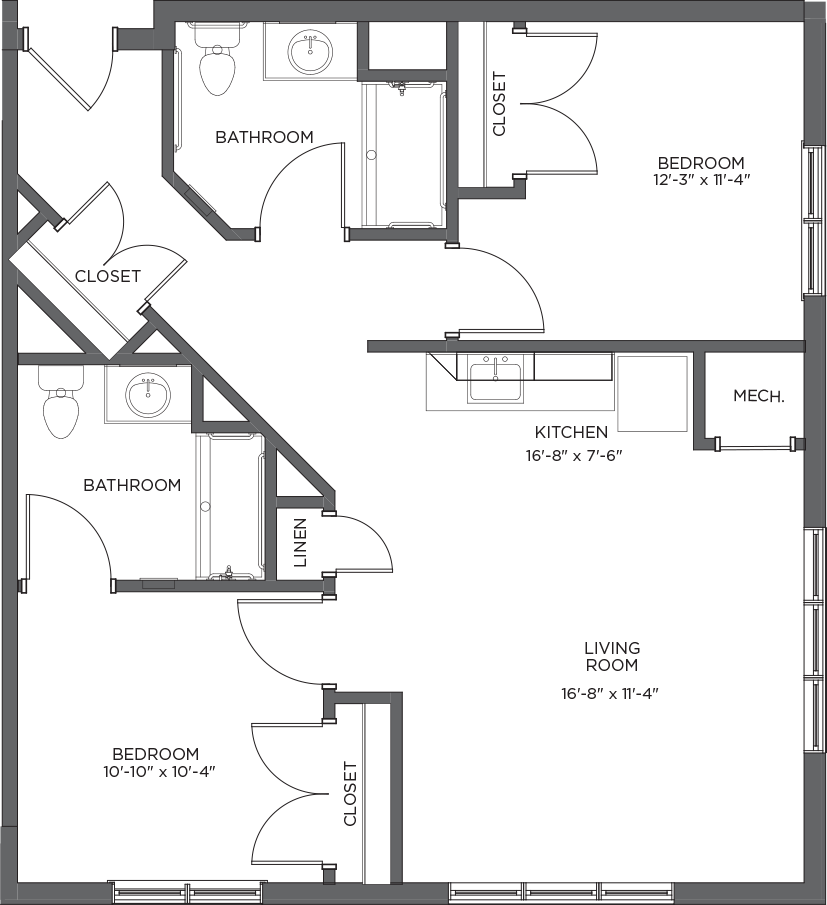 BATHROOM
CLOSET
BEDROOM
12'-3" x 11'-4"
CLOSET
MECH.
KITCHEN
16'-8" x 7'-6"
BATHROOM
LINEN
LIVING
ROOM
16'-8" x 11'-4"
BEDROOM
10'-10" x 10'-4"
CLOSET